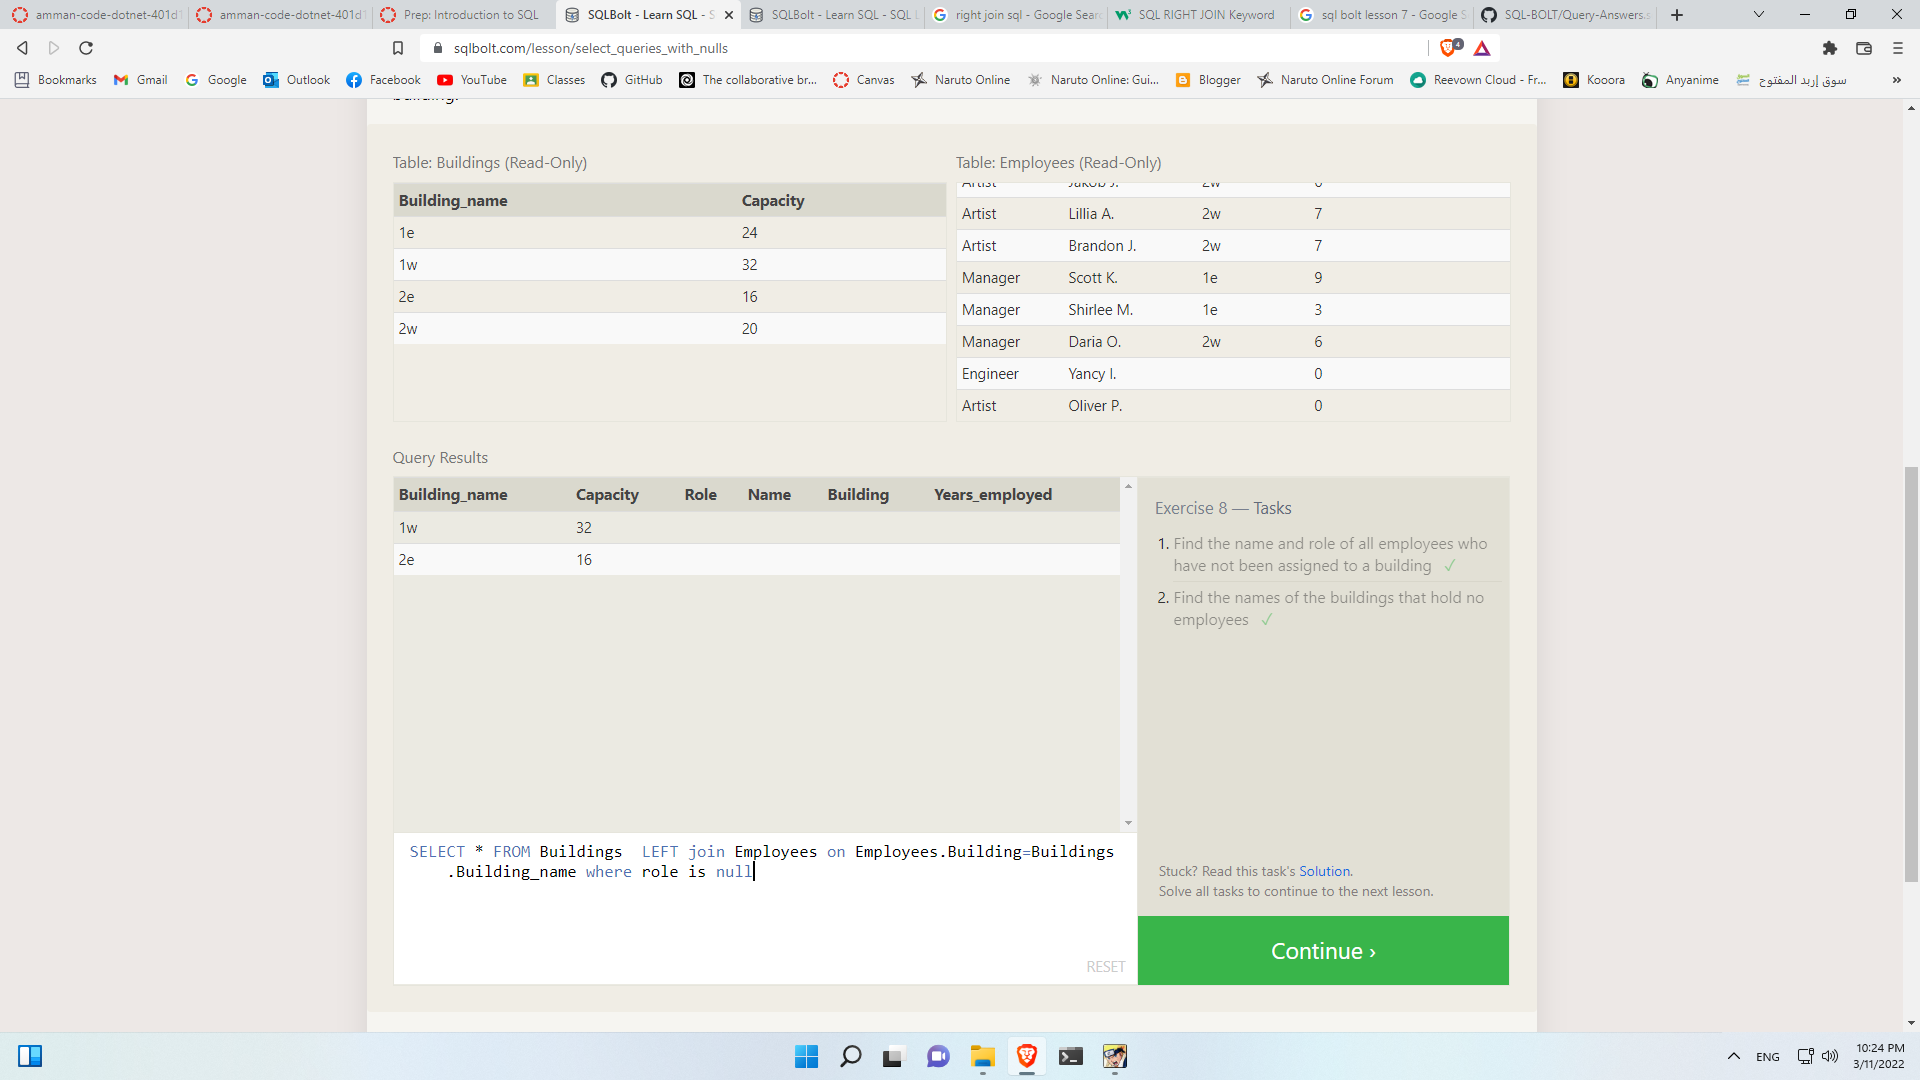 amman-code-dotnet-401d
amman-code-dotnet-401d
Prep: Introduction to SQL
SQLBolt - Learn SQL - S
SQLBolt - Learn SQL - SQL
right join sql - Google Sear
SQL RIGHT JOIN Keyword
sql bolt lesson 7 - Google S
SQL-BOLT/Query-Answers.s
sqlbolt.com/lesson/select_queries_with_nulls
4
Bookmarks
Gmail
Google
Outlook
Facebook
YouTube
Classes
GitHub
The collaborative br...
Canvas
Naruto Online
Naruto Online: Gui...
Blogger
Naruto Online Forum
Reevown Cloud - Fr...
Kooora
Anyanime
سوق إربد المفتوح
»
building.
Table: Buildings (Read-Only)
Building_name Capacity
1e 24
1w 32
2e 16
2w 20
Table: Employees (Read-Only)
Artist Jakob J. 2w 6
Artist Lillia A. 2w 7
Artist Brandon J. 2w 7
Manager Scott K. 1e 9
Manager Shirlee M. 1e 3
Manager Daria O. 2w 6
Engineer Yancy I. 0
Artist Oliver P. 0
Query Results
Building_name Capacity Role Name Building Years_employed
1w 32
2e 16
Exercise 8 — Tasks
1. Find the name and role of all employees who
have not been assigned to a building ✓
2. Find the names of the buildings that hold no
employees ✓
SELECT * FROM Buildings  LEFT join Employees on Employees.Building=Buildings
.Building_name where role is null
RESET
Stuck? Read this task's Solution.
Solve all tasks to continue to the next lesson.
Continue ›
ENG
10:24 PM
3/11/2022